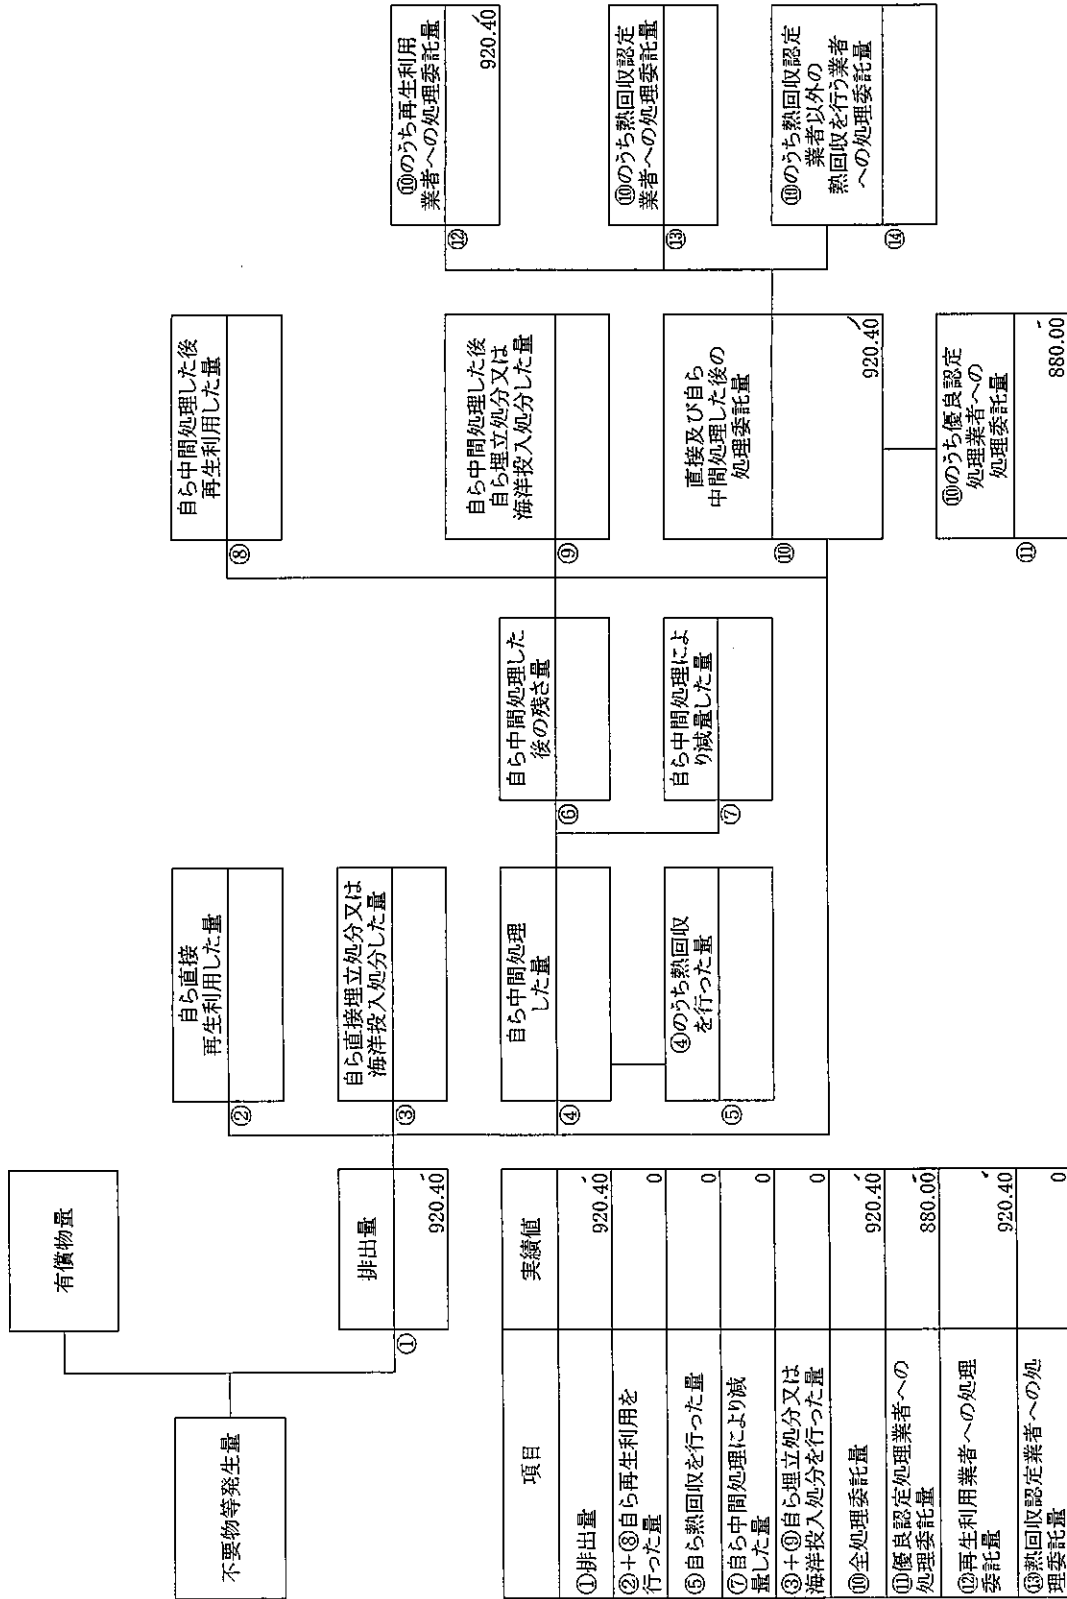 不要物等発生量
有償物量
排出量
①
920.40
②
自ら直接
再生利用した量
③
自ら直接埋立処分又は
海洋投入処分した量
④
自ら中間処理
した量
⑤
④のうち熱回収
を行った量
⑥
自ら中間処理した
後の残さ量
⑦
自ら中間処理によ
り減量した量
⑧
自ら中間処理した後
再生利用した量
⑨
自ら中間処理した後
自ら埋立処分又は
海洋投入処分した量
⑩
直接及び自ら
中間処理した後の
処理委託量
920.40
⑪
⑩のうち優良認定
処理業者への
処理委託量
880.00
⑫
⑩のうち再生利用
業者への処理委託量
920.40
⑬
⑩のうち熱回収認定
業者への処理委託量
⑭
⑩のうち熱回収認定
業者以外の
熱回収を行う業者
への処理委託量
項目 実績値
①排出量 920.40
②+⑧自ら再生利用を
行った量 0
⑤自ら熱回収を行った量 0
⑦自ら中間処理により減
量した量 0
③+⑨自ら埋立処分又は
海洋投入処分を行った量 0
⑩全処理委託量 920.40
⑪優良認定処理業者への
処理委託量 880.00
⑫再生利用業者への処理
委託量 920.40
⑬熱回収認定業者への処
理委託量 0